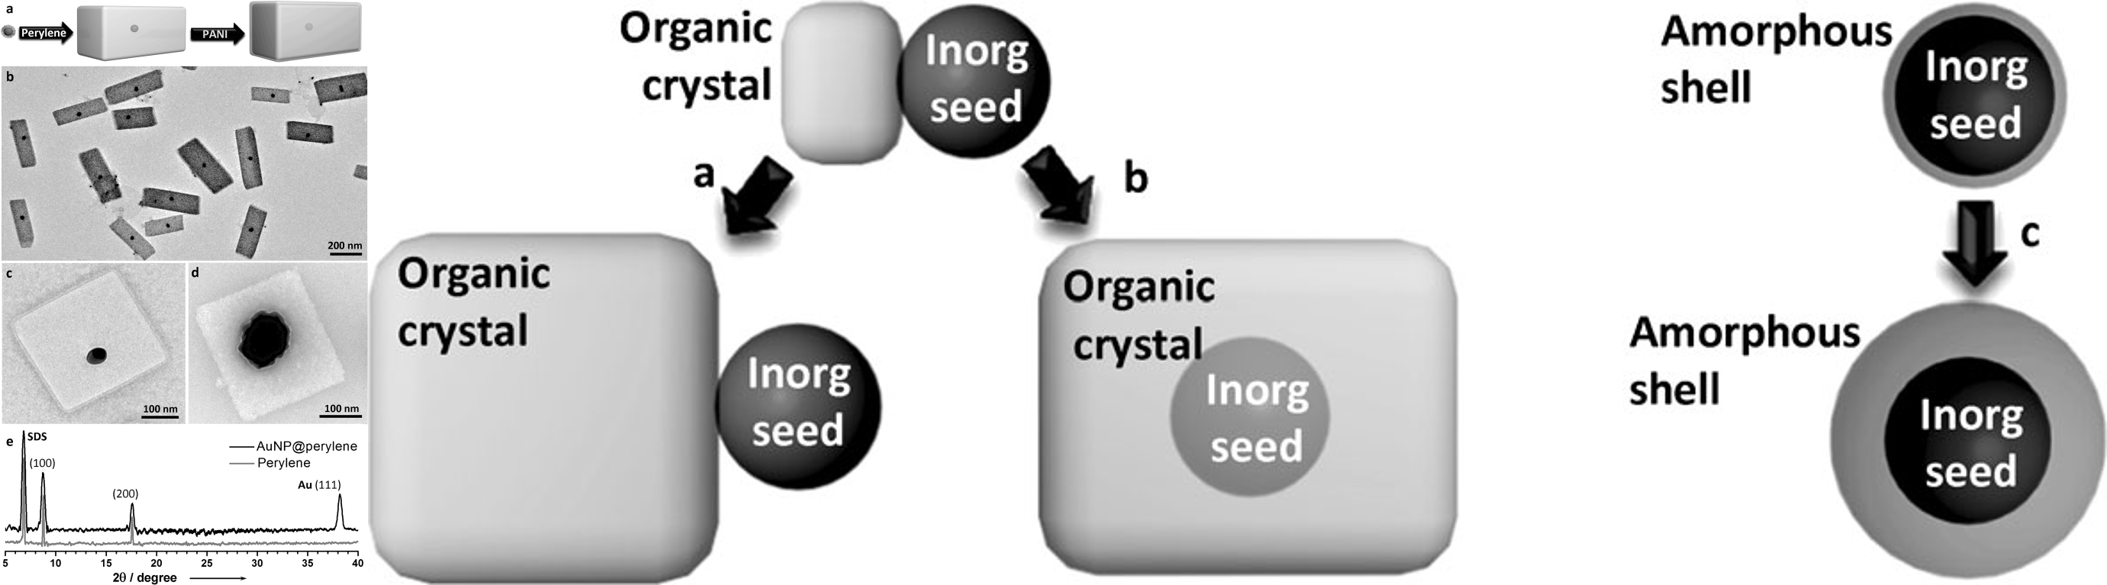 a
Perylene
PANI
b
200 nm
c
100 nm
d
100 nm
e
SDS
(100)
(200)
Au (111)
AuNP@perylene
Perylene
5 10 15 20 25 30 35 40
2θ / degree
Organic
crystal
Inorg
seed
a
b
Organic
crystal
Inorg
seed
Organic
crystal
Inorg
seed
Amorphous
shell
Inorg
seed
c
Amorphous
shell
Inorg
seed